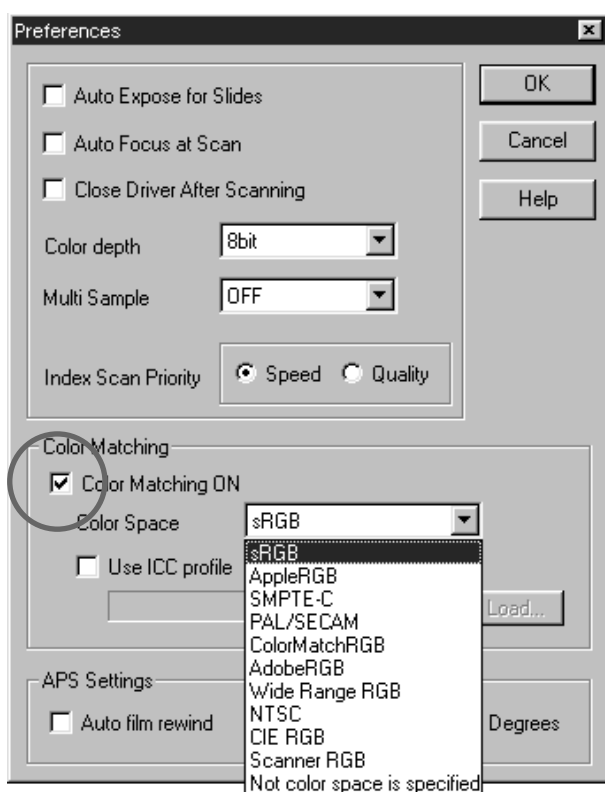 Preferences
Auto Expose for Slides
OK
Auto Focus at Scan
Cancel
Close Driver After Scanning
Help
Color depth 8bit
Multi Sample OFF
Index Scan Priority Speed Quality
Color Matching
Color Matching ON
Color Space sRGB
sRGB
Use ICC profile
AppleRGB
SMPTE-C
Load...
PAL/SECAM
ColorMatchRGB
AdobeRGB
APS Settings
Wide Range RGB
NTSC
Auto film rewind
Degrees
CIE RGB
Scanner RGB
Not color space is specified